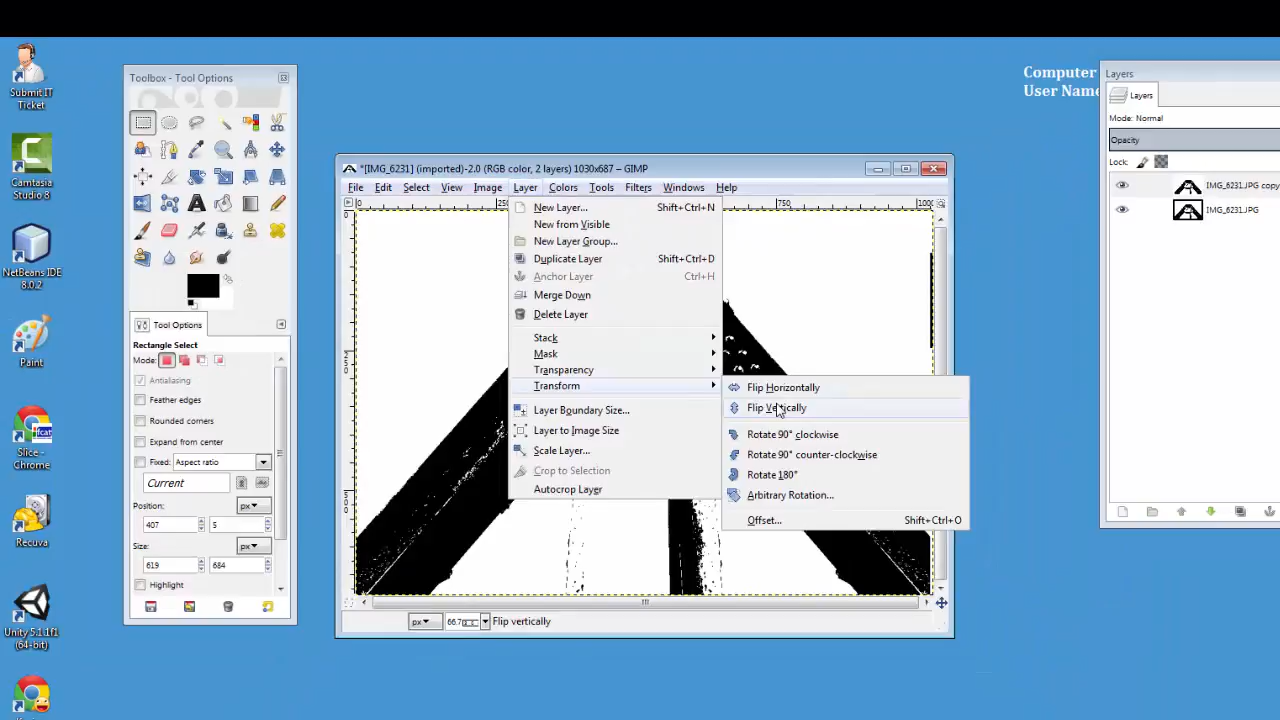 Submit IT
Ticket
Camtasia
Studio 8
NetBeans IDE
8.0.2
Paint
Slice -
Chrome
Recuva
Unity 5.1.1f1
(64-bit)
Toolbox - Tool Options
Tool Options
Rectangle Select
Mode:
Antialiasing
Feather edges
Rounded corners
Expand from center
Fixed: Aspect ratio
Current
Position:
px
407
5
Size:
px
619
684
Highlight
*[IMG_6231] (imported)-2.0 (RGB color, 2 layers) 1030x687 – GIMP
File Edit Select View Image Layer Colors Tools Filters Windows Help
0 250 750 1000
New Layer... Shift+Ctrl+N
New from Visible
New Layer Group...
Duplicate Layer Shift+Ctrl+D
Anchor Layer Ctrl+H
Merge Down
Delete Layer
Stack
Mask
Transparency
Transform
Layer Boundary Size...
Layer to Image Size
Scale Layer...
Crop to Selection
Autocrop Layer
Flip Horizontally
Flip Vertically
Rotate 90° clockwise
Rotate 90° counter-clockwise
Rotate 180°
Arbitrary Rotation...
Offset... Shift+Ctrl+O
px
Flip vertically
Computer
User Name
Layers
Layers
Mode: Normal
Opacity
Lock:
IMG_6231.JPG copy
IMG_6231.JPG